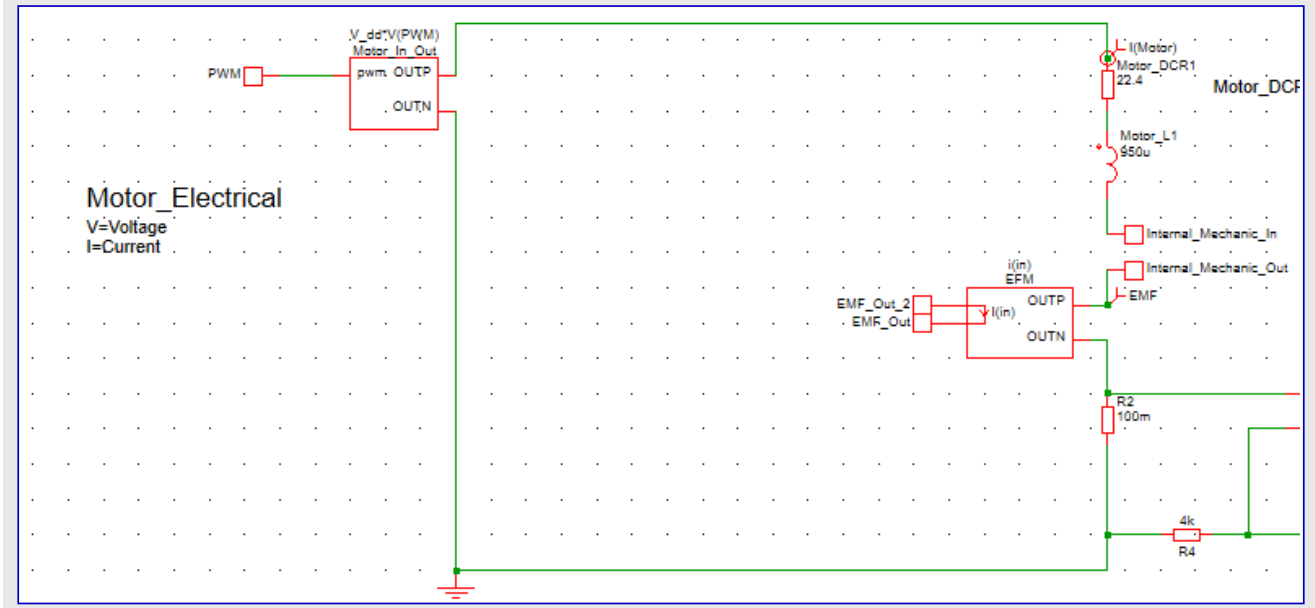 V_dd*V(PWM)
Motor_In_Out
PWM
pwm OUTP
OUTN
I(Motor)
Motor_DCR1
22.4
Motor_DCR
Motor_L1
950u
Motor_Electrical
V=Voltage
I=Current
Internal_Mechanic_In
Internal_Mechanic_Out
i(in)
EFM
EMF
OUTP
EMF_Out_2
I(in)
EMF_Out
OUTN
R2
100m
4k
R4